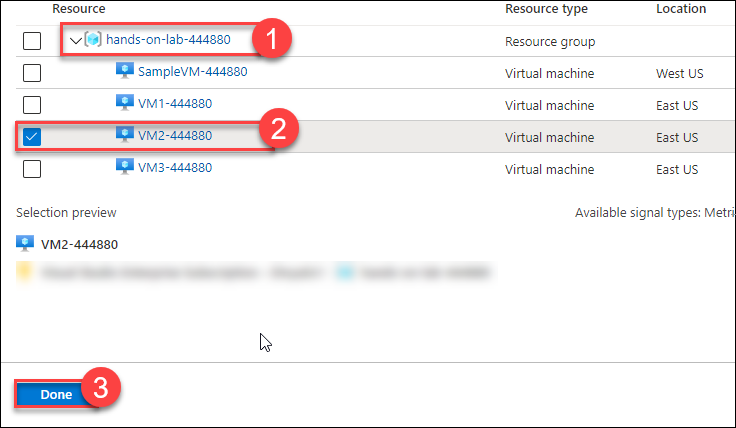 Resource Resource type Location
hands-on-lab-444880 1 Resource group
SampleVM-444880 Virtual machine West US
VM1-444880 Virtual machine East US
VM2-444880 2 Virtual machine East US
VM3-444880 Virtual machine East US
Selection preview Available signal types: Metri
VM2-444880
Done 3